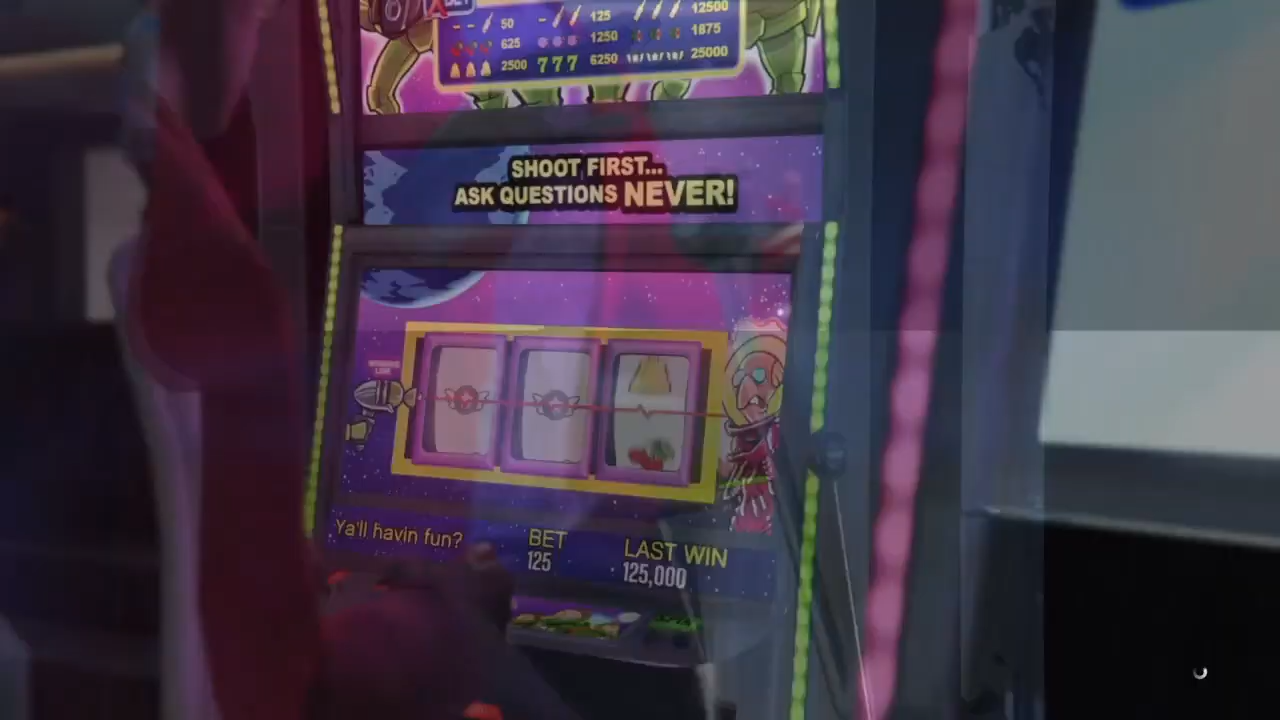 50
125
12500
625
1250
1875
2500
777
6250
25000
SHOOT FIRST...
ASK QUESTIONS NEVER!
Ya'll havin fun?
BET
125
LAST WIN
125,000